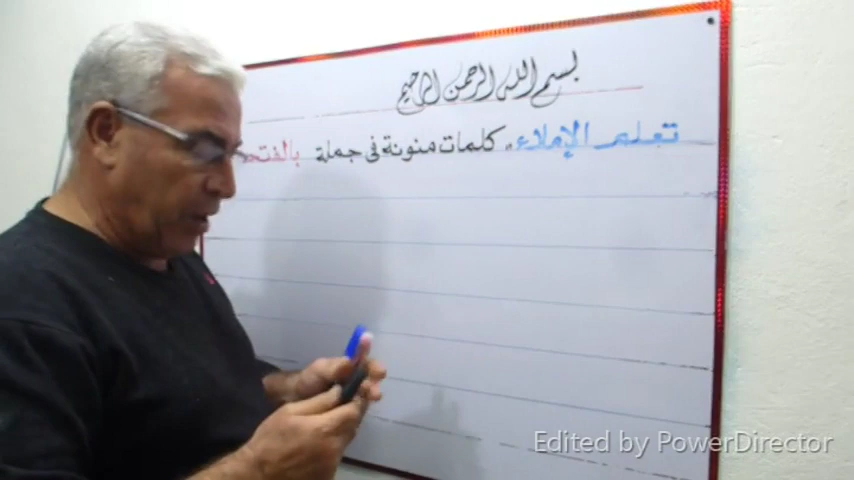 بسم الله الرحمن الرحيم
تعلم الإملاء.. كلمات منونة في جملة بالفتح
Edited by PowerDirector